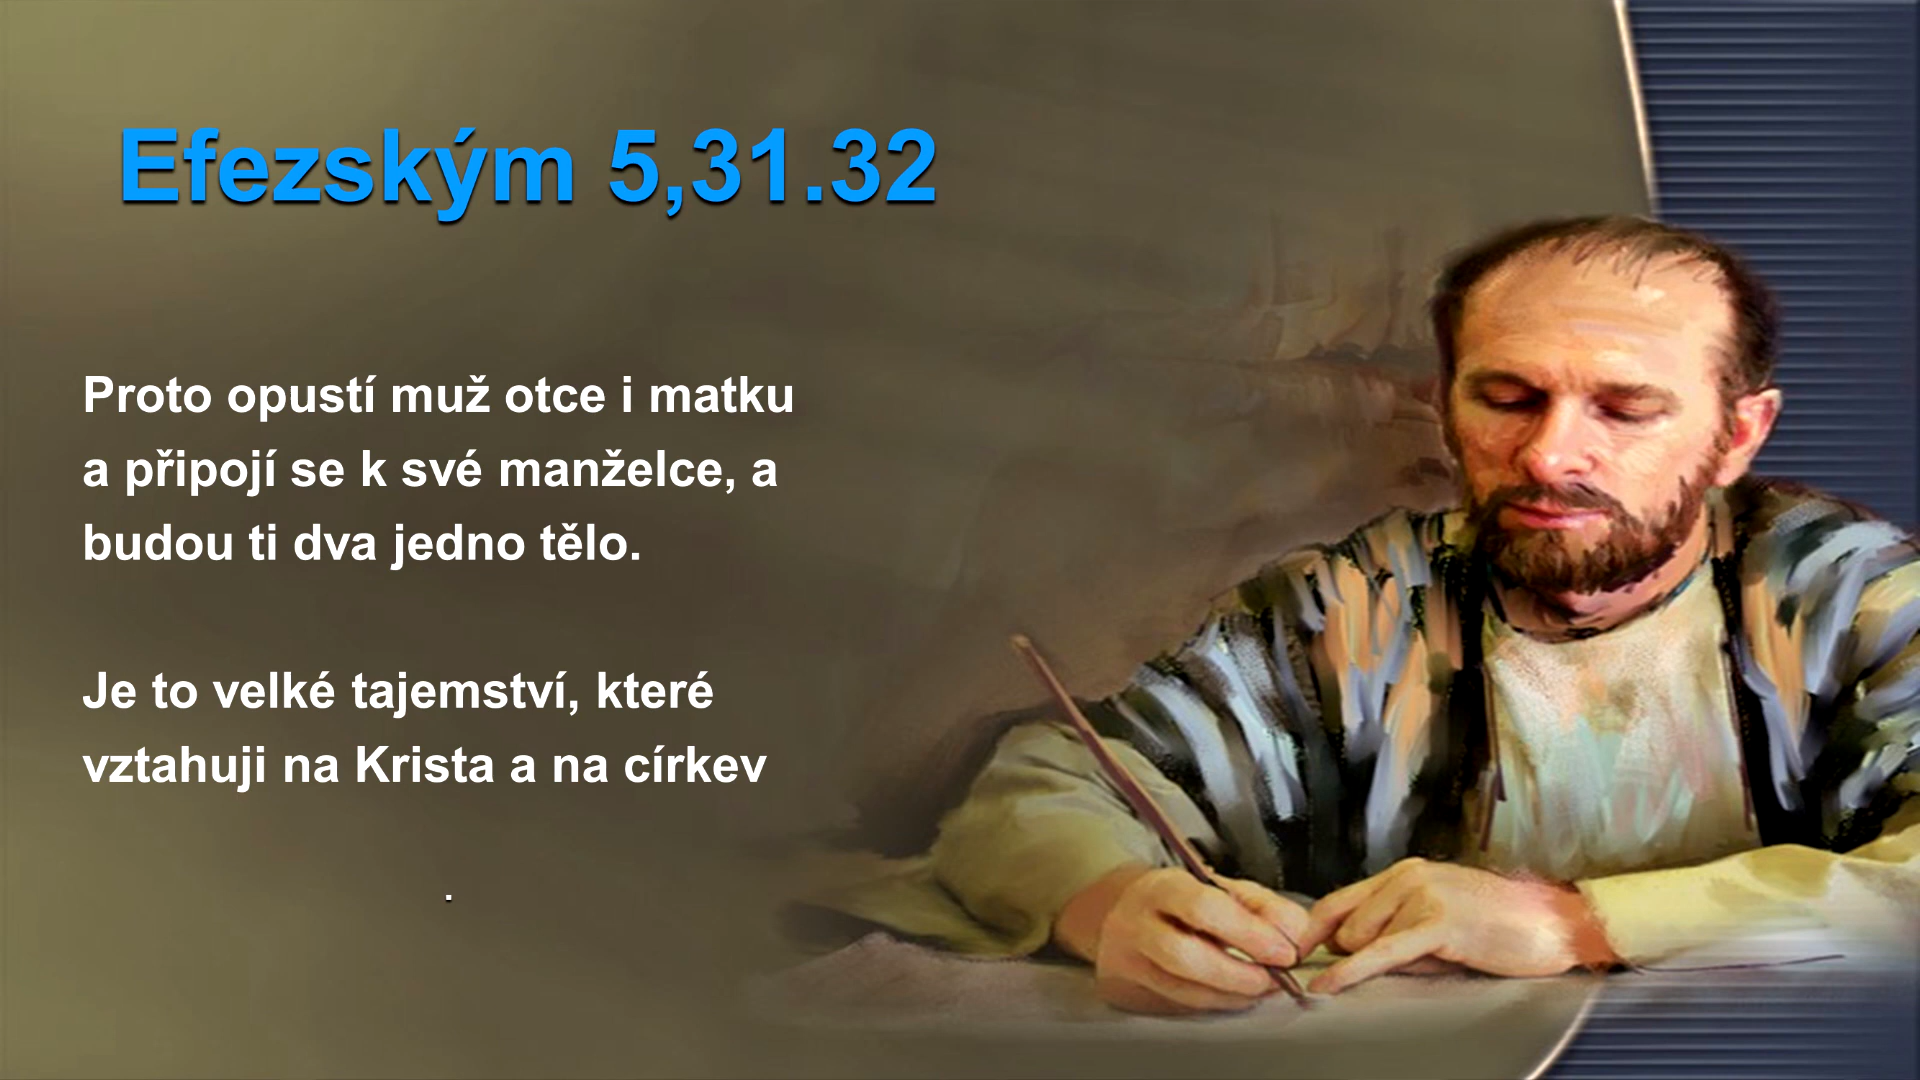 Efezským 5,31.32
Proto opustí muž otce i matku
a připojí se k své manželce, a
budou ti dva jedno tělo.
Je to velké tajemství, které
vztahuji na Krista a na církev
.